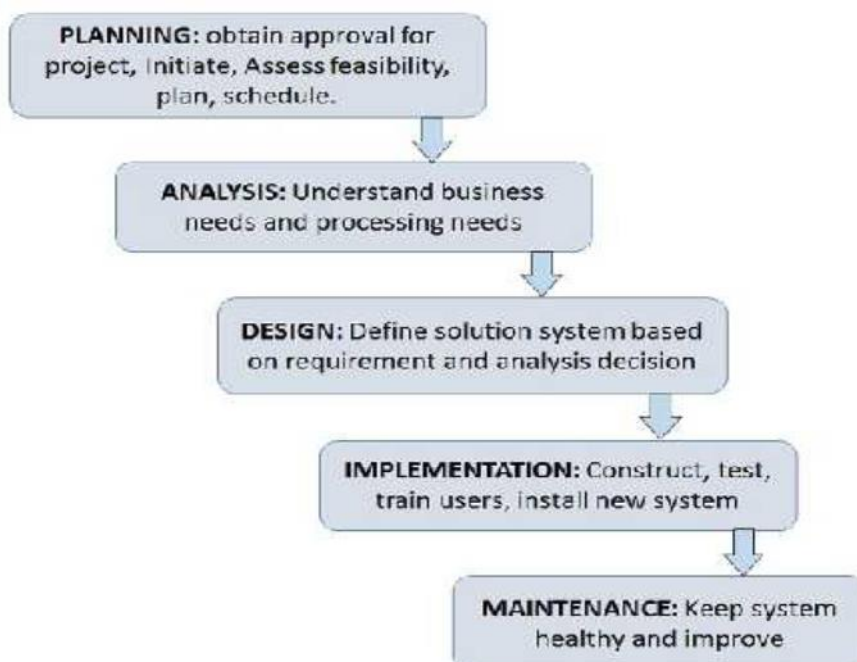 PLANNING: obtain approval for
project, Initiate, Assess feasibility,
plan, schedule.
ANALYSIS: Understand business
needs and processing needs
DESIGN: Define solution system based
on requirement and analysis decision
IMPLEMENTATION: Construct, test,
train users, install new system
MAINTENANCE: Keep system
healthy and improve